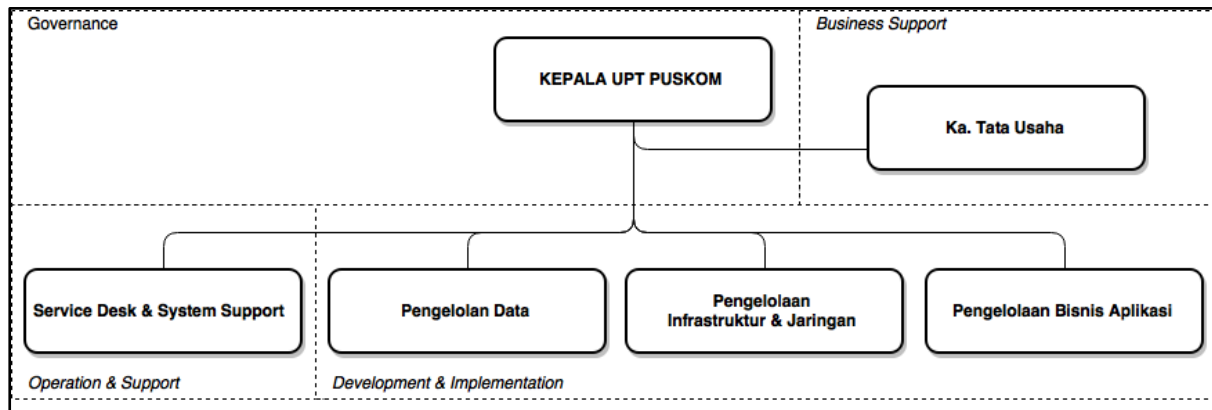 Governance
Business Support
KEPALA UPT PUSKOM
Ka. Tata Usaha
Service Desk & System Support
Pengelolan Data
Pengelolaan
Infrastruktur & Jaringan
Pengelolaan Bisnis Aplikasi
Operation & Support
Development & Implementation